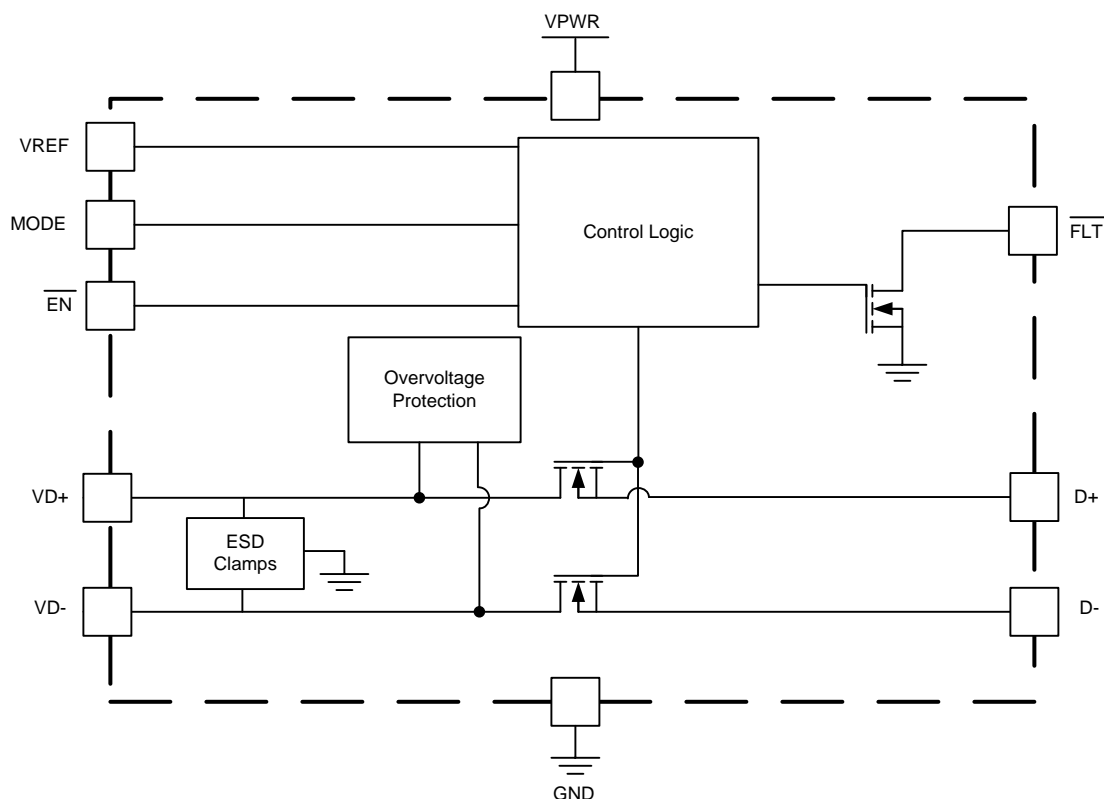 VPWR
VREF
MODE
Control Logic
FLT
EN
Overvoltage
Protection
VD+
D+
ESD
Clamps
VD-
D-
GND